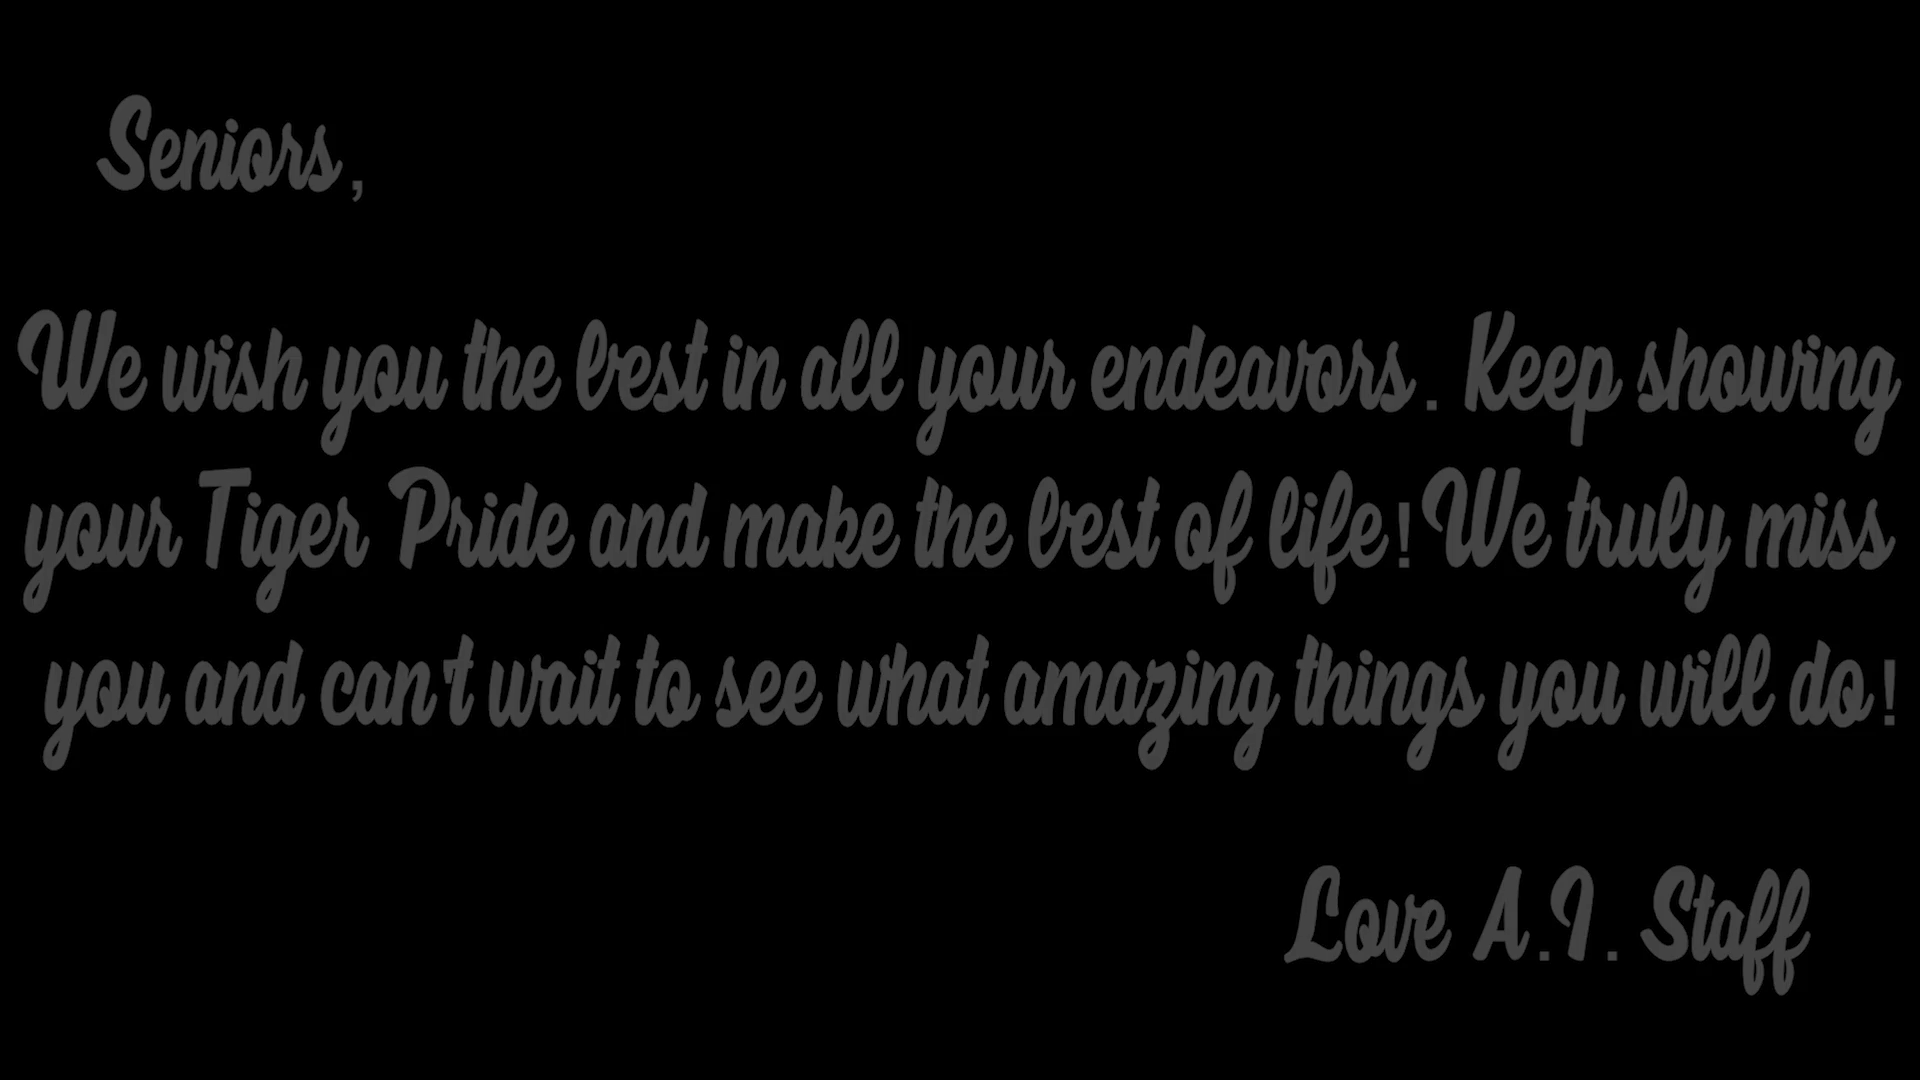 Seniors,
We wish you the best in all your endeavors. Keep showing
your Tiger Pride and make the best of life! We truly miss
you and can't wait to see what amazing things you will do!
Love A.I. Staff